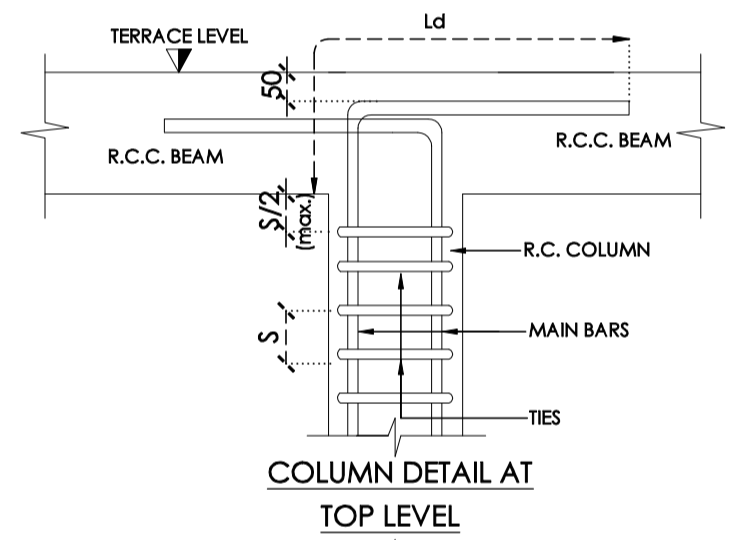 Ld
TERRACE LEVEL
50
R.C.C. BEAM
R.C.C. BEAM
S/2
(max.)
R.C. COLUMN
S
MAIN BARS
TIES
COLUMN DETAIL AT
TOP LEVEL